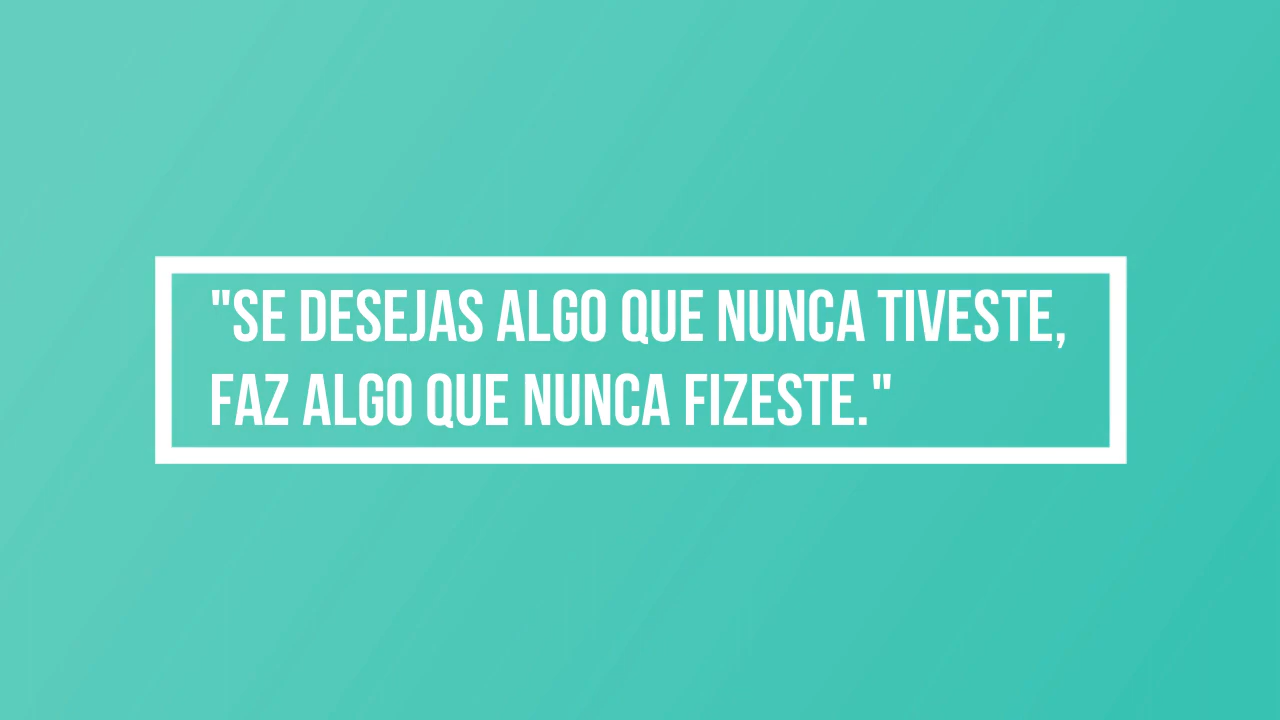 "SE DESEJAS ALGO QUE NUNCA TIVESTE,
FAZ ALGO QUE NUNCA FIZESTE."